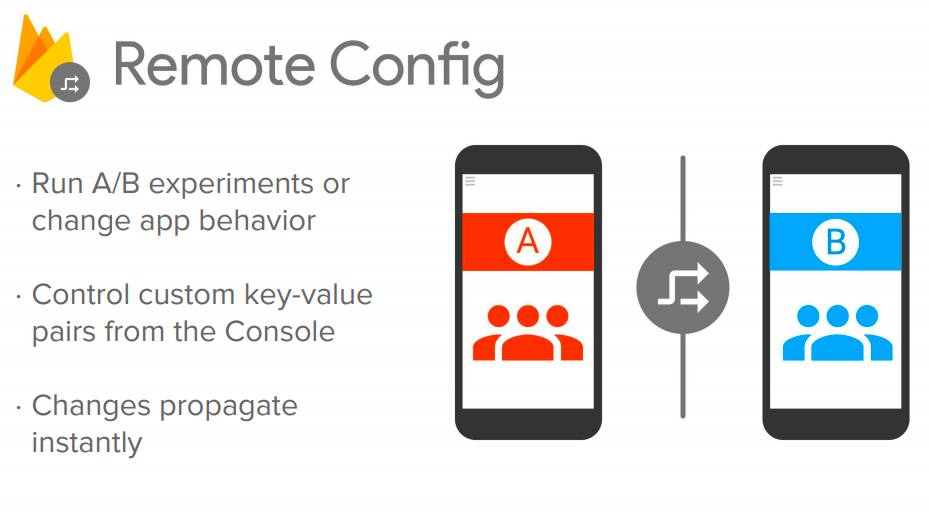 Remote Config
· Run A/B experiments or
change app behavior
· Control custom key-value
pairs from the Console
· Changes propagate
instantly
A
B